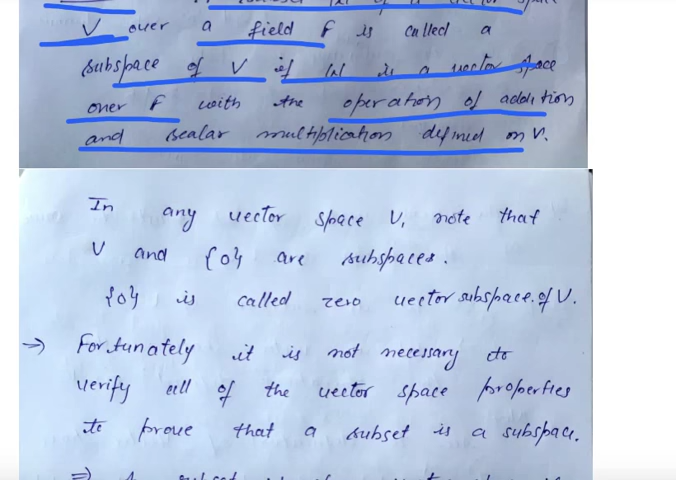 subset
V over a field F is called a
subspace of V if W is a vector space
over F with the operation of addition
and scalar multiplication defined on V.
In any vector space V, note that
V and {0} are subspaces.
{0} is called zero vector subspace of V.
⇒ Fortunately it is not necessary to
verify all of the vector space properties
to prove that a subset is a subspace.
⇒ A subset